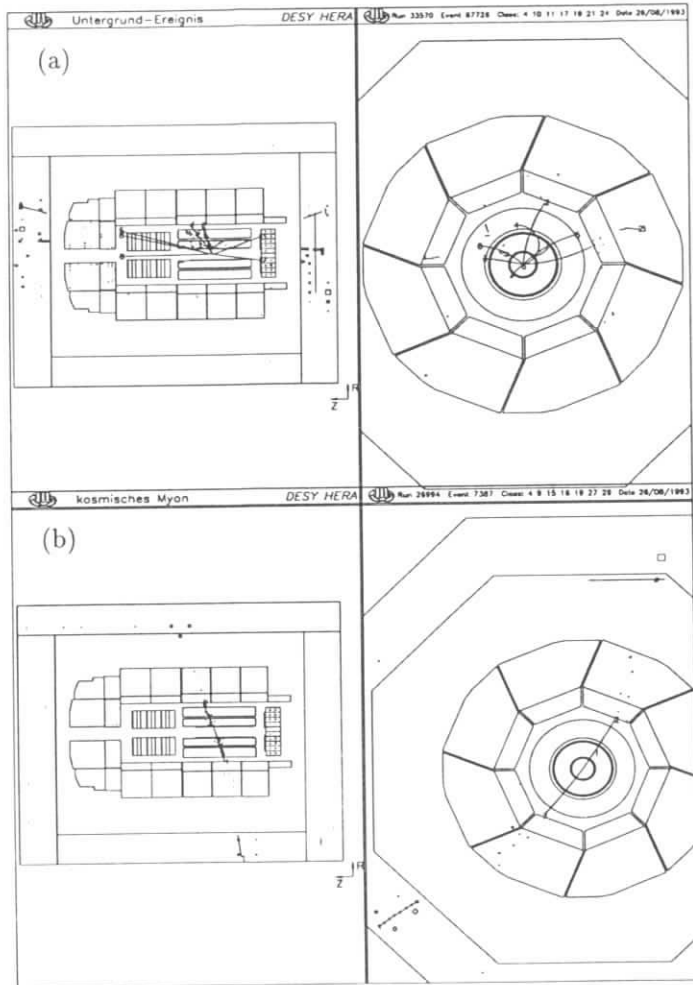 Untergrund-Ereignis DESY HERA
Run 33570 Event 67726 Class: 4 10 11 17 18 21 24 Date 26/08/1993
(a)
R
Z
kosmisches Myon DESY HERA
Run 26994 Event 7387 Class: 4 9 15 16 19 27 28 Date 26/08/1993
(b)
R
Z